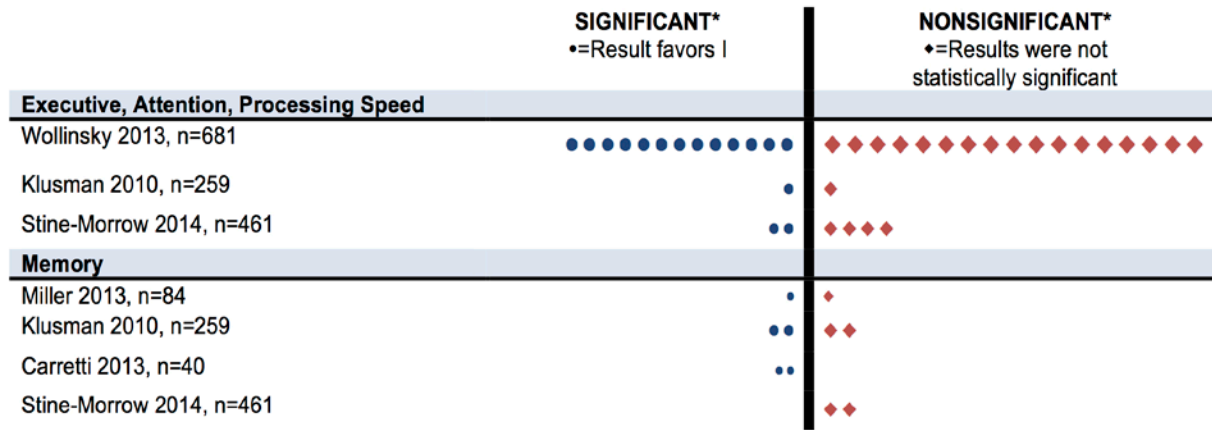 SIGNIFICANT*
•=Result favors I
NONSIGNIFICANT*
◆=Results were not
statistically significant
Executive, Attention, Processing Speed
Wollinsky 2013, n=681
Klusman 2010, n=259
Stine-Morrow 2014, n=461
Memory
Miller 2013, n=84
Klusman 2010, n=259
Carretti 2013, n=40
Stine-Morrow 2014, n=461